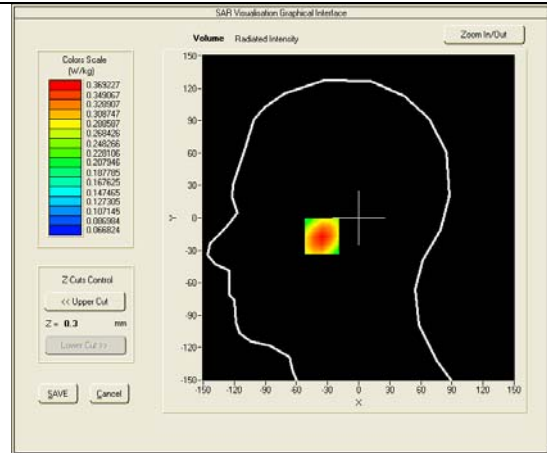 SAR Visualisation Graphical Interface
Volume Radiated Intensity
Zoom In/Out
Colors Scale
(W/kg)
0.369227
0.349067
0.328907
0.308747
0.288587
0.268426
0.248266
0.228106
0.207946
0.187785
0.167625
0.147465
0.127305
0.107145
0.086984
0.066824
Z Cuts Control
<< Upper Cut
Z = 0.3 mm
Lower Cut >>
SAVE Cancel
150
120
90
60
30
0
-30
-60
-90
-120
-150
Y
-150 -120 -90 -60 -30 0 30 60 90 120 150
X